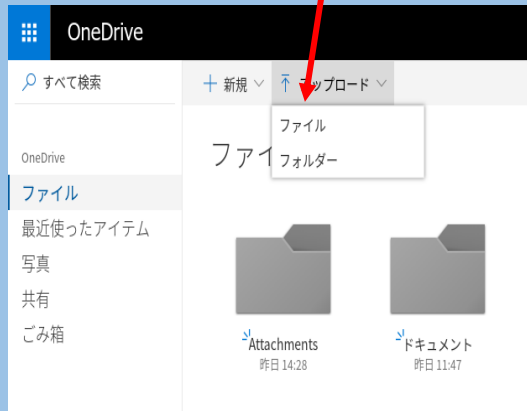 OneDrive
すべて検索
新規
アップロード
ファイル
フォルダー
OneDrive
ファイル
最近使ったアイテム
写真
共有
ごみ箱
Attachments
昨日 14:28
ドキュメント
昨日 11:47